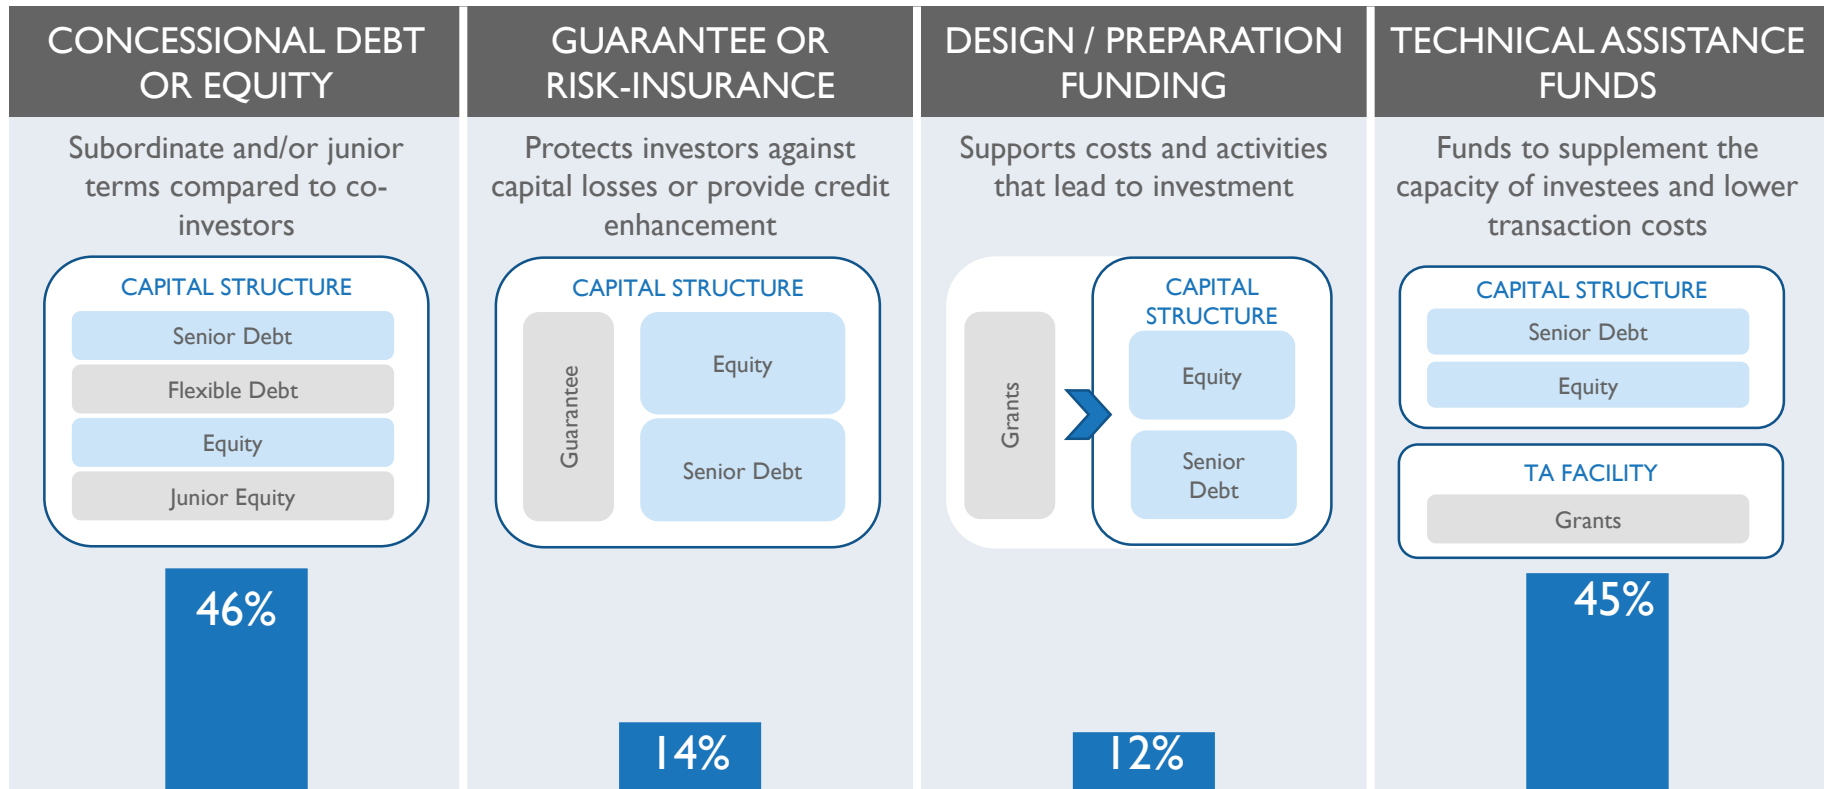 CONCESSIONAL DEBT
OR EQUITY
Subordinate and/or junior
terms compared to co-
investors
CAPITAL STRUCTURE
Senior Debt
Flexible Debt
Equity
Junior Equity
46%
GUARANTEE OR
RISK-INSURANCE
Protects investors against
capital losses or provide credit
enhancement
CAPITAL STRUCTURE
Guarantee
Equity
Senior Debt
14%
DESIGN / PREPARATION
FUNDING
Supports costs and activities
that lead to investment
Grants
CAPITAL
STRUCTURE
Equity
Senior
Debt
12%
TECHNICAL ASSISTANCE
FUNDS
Funds to supplement the
capacity of investees and lower
transaction costs
CAPITAL STRUCTURE
Senior Debt
Equity
TA FACILITY
Grants
45%